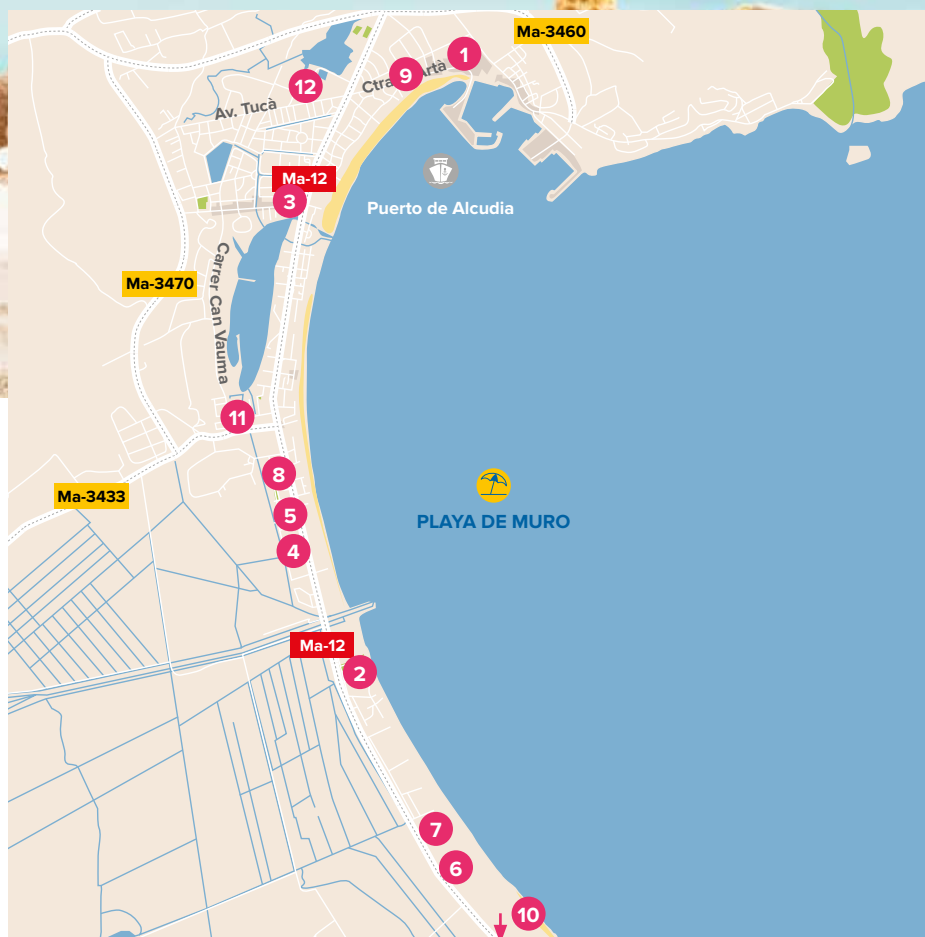 Ma-3460
1
9
Ctra. Artà
12
Av. Tucà
Ma-12
3
Puerto de Alcudia
Carrer Can Vauma
Ma-3470
11
8
Ma-3433
5
PLAYA DE MURO
4
Ma-12
2
7
6
10